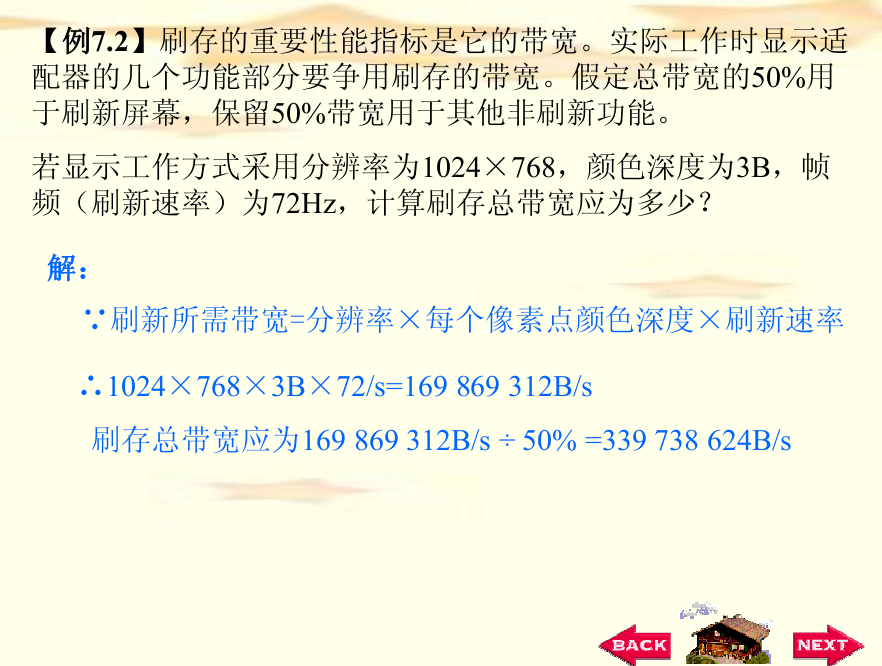 【例7.2】刷存的重要性能指标是它的带宽。实际工作时显示适
配器的几个功能部分要争用刷存的带宽。假定总带宽的50%用
于刷新屏幕，保留50%带宽用于其他非刷新功能。
若显示工作方式采用分辨率为1024×768，颜色深度为3B，帧
频（刷新速率）为72Hz，计算刷存总带宽应为多少？
解：
∵刷新所需带宽=分辨率×每个像素点颜色深度×刷新速率
∴1024×768×3B×72/s=169 869 312B/s
刷存总带宽应为169 869 312B/s ÷ 50% =339 738 624B/s
BACK NEXT